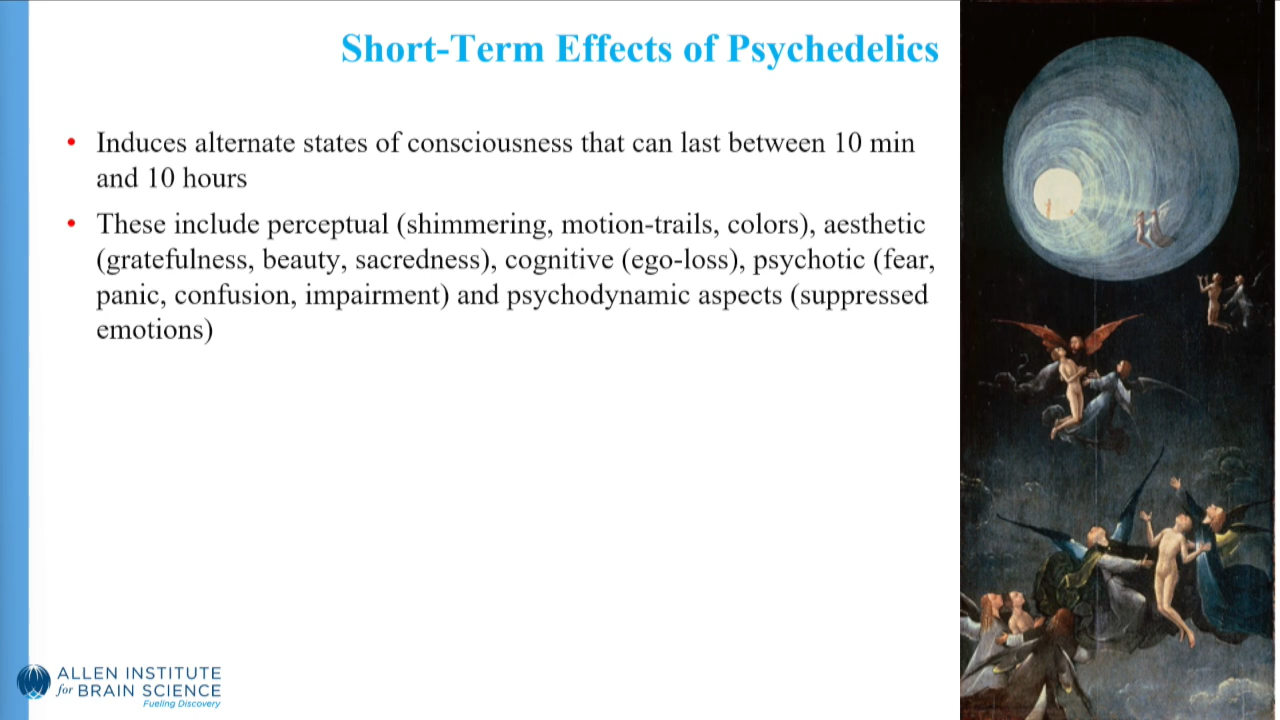 Short-Term Effects of Psychedelics
• Induces alternate states of consciousness that can last between 10 min
and 10 hours
• These include perceptual (shimmering, motion-trails, colors), aesthetic
(gratefulness, beauty, sacredness), cognitive (ego-loss), psychotic (fear,
panic, confusion, impairment) and psychodynamic aspects (suppressed
emotions)
ALLEN INSTITUTE
for BRAIN SCIENCE
Fueling Discovery